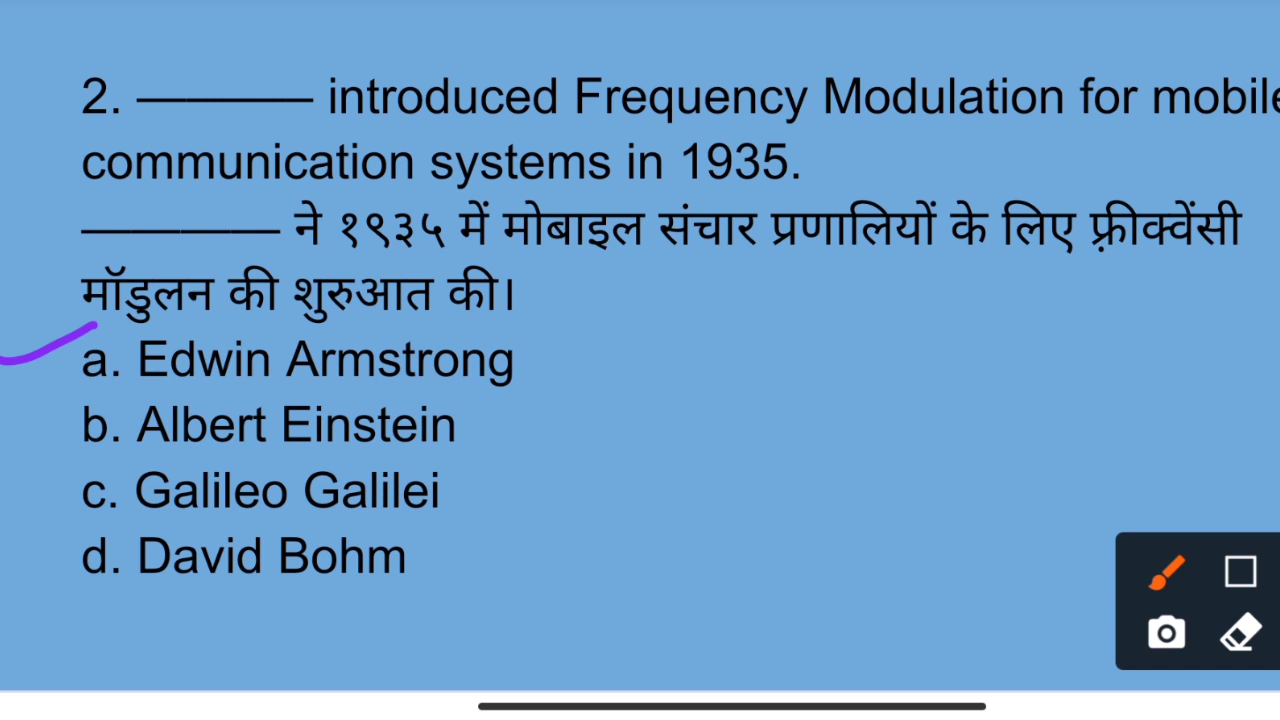 2. ———— introduced Frequency Modulation for mobile
communication systems in 1935.
———— ने १९३५ में मोबाइल संचार प्रणालियों के लिए फ़्रीक्वेंसी
मॉडुलन की शुरुआत की।
a. Edwin Armstrong
b. Albert Einstein
c. Galileo Galilei
d. David Bohm